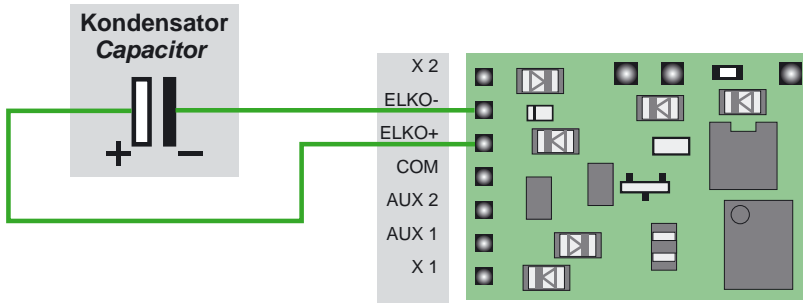 Kondensator
Capacitor
+ −
X 2
ELKO-
ELKO+
COM
AUX 2
AUX 1
X 1